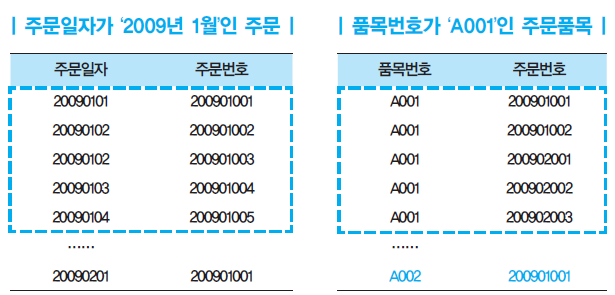 | 주문일자가 '2009년 1월'인 주문 | | 품목번호가 'A001'인 주문품목 |
주문일자 주문번호 품목번호 주문번호
20090101 200901001 A001 200901001
20090102 200901002 A001 200901002
20090102 200901003 A001 200902001
20090103 200901004 A001 200902002
20090104 200901005 A001 200902003
…… ……
20090201 200901001 A002 200901001